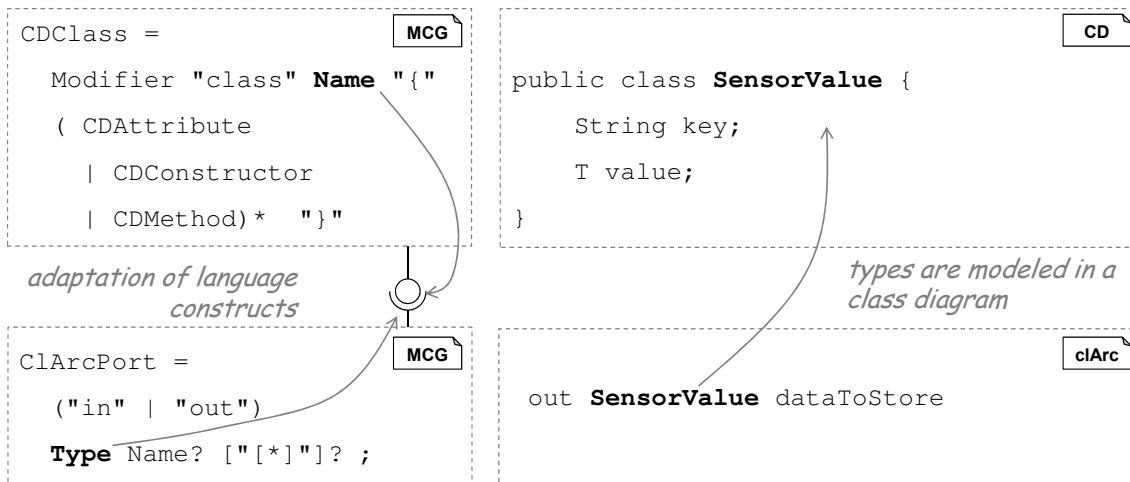 CDClass =
MCG
Modifier "class" Name "{"
( CDAttribute
| CDConstructor
| CDMethod)* "}"
CD
public class SensorValue {
String key;
T value;
}
adaptation of language
constructs
types are modeled in a
class diagram
ClArcPort =
MCG
("in" | "out")
Type Name? ["[*]"]? ;
clArc
out SensorValue dataToStore